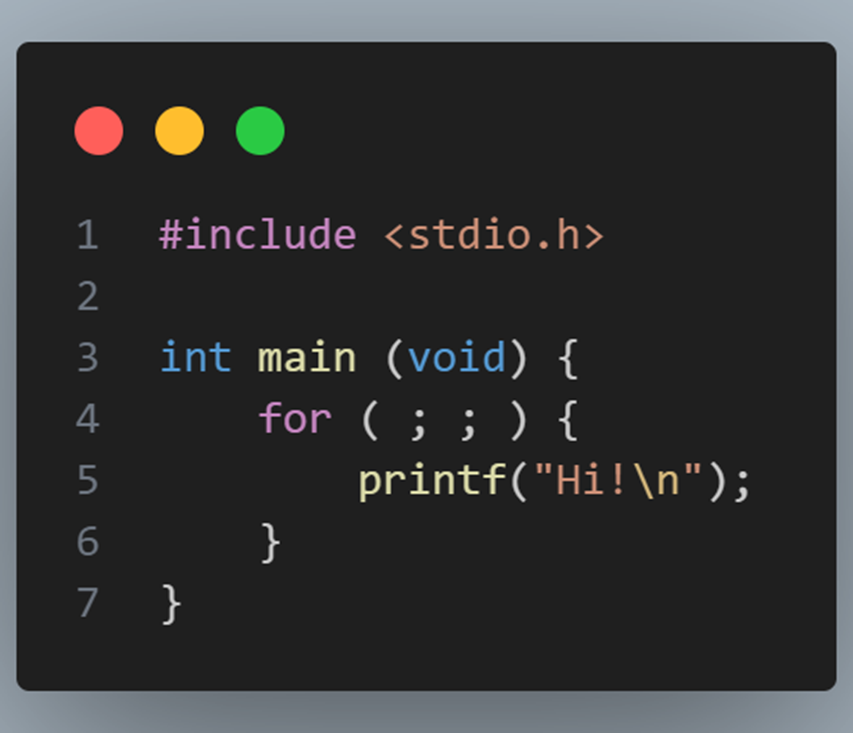 1 #include <stdio.h>
2
3 int main (void) {
4     for ( ; ; ) {
5         printf("Hi!\n");
6     }
7 }